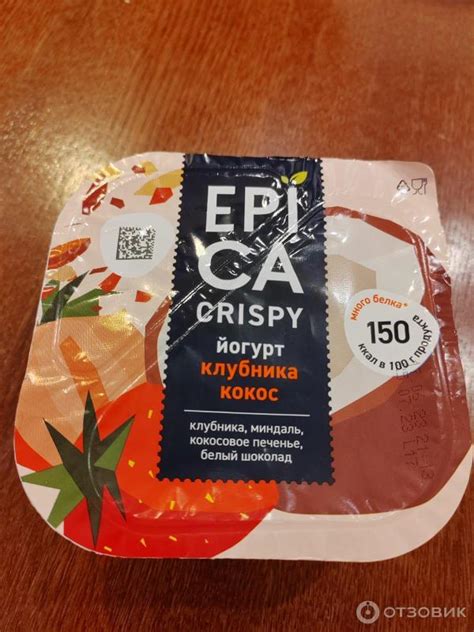 EPI
CA
CRISPY
йогурт
клубника
кокос
клубника, миндаль,
кокосовое печенье,
белый шоколад
много белка*
150
ккал в 100 г продукта
ОТЗОВИК